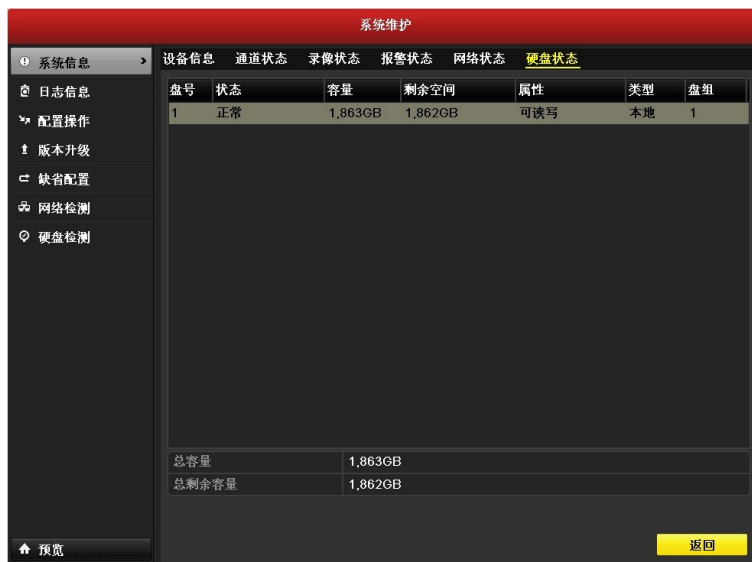 系统维护
系统信息 >
日志信息
配置操作
版本升级
缺省配置
网络检测
硬盘检测
预览
设备信息 通道状态 录像状态 报警状态 网络状态 硬盘状态
盘号 状态 容量 剩余空间 属性 类型 盘组
1 正常 1,863GB 1,862GB 可读写 本地 1
总容量 1,863GB
总剩余容量 1,862GB
返回